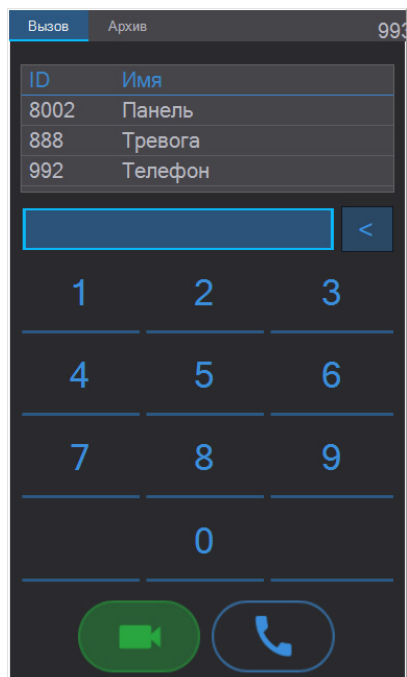 Вызов Архив 993
ID Имя
8002 Панель
888 Тревога
992 Телефон
<
1 2 3
4 5 6
7 8 9
0